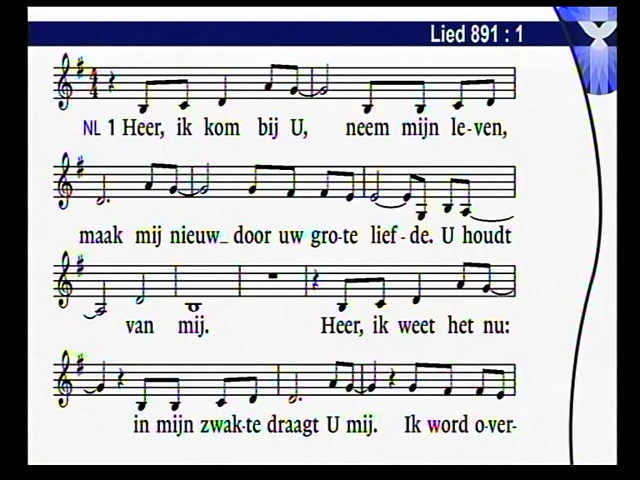 Lied 891 : 1
NL 1 Heer, ik kom bij U, neem mijn le-ven,
maak mij nieuw_ door uw gro-te lief-de. U houdt
van mij. Heer, ik weet het nu:
in mijn zwak-te draagt U mij. Ik word o-ver-